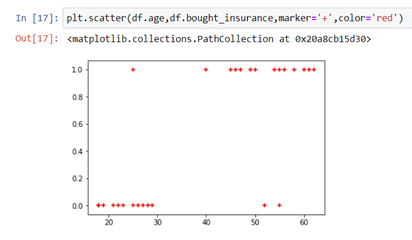 In [17]: plt.scatter(df.age,df.bought_insurance,marker='+',color='red')
Out[17]: <matplotlib.collections.PathCollection at 0x20a8cb15d30>
1.0
0.8
0.6
0.4
0.2
0.0
20 30 40 50 60